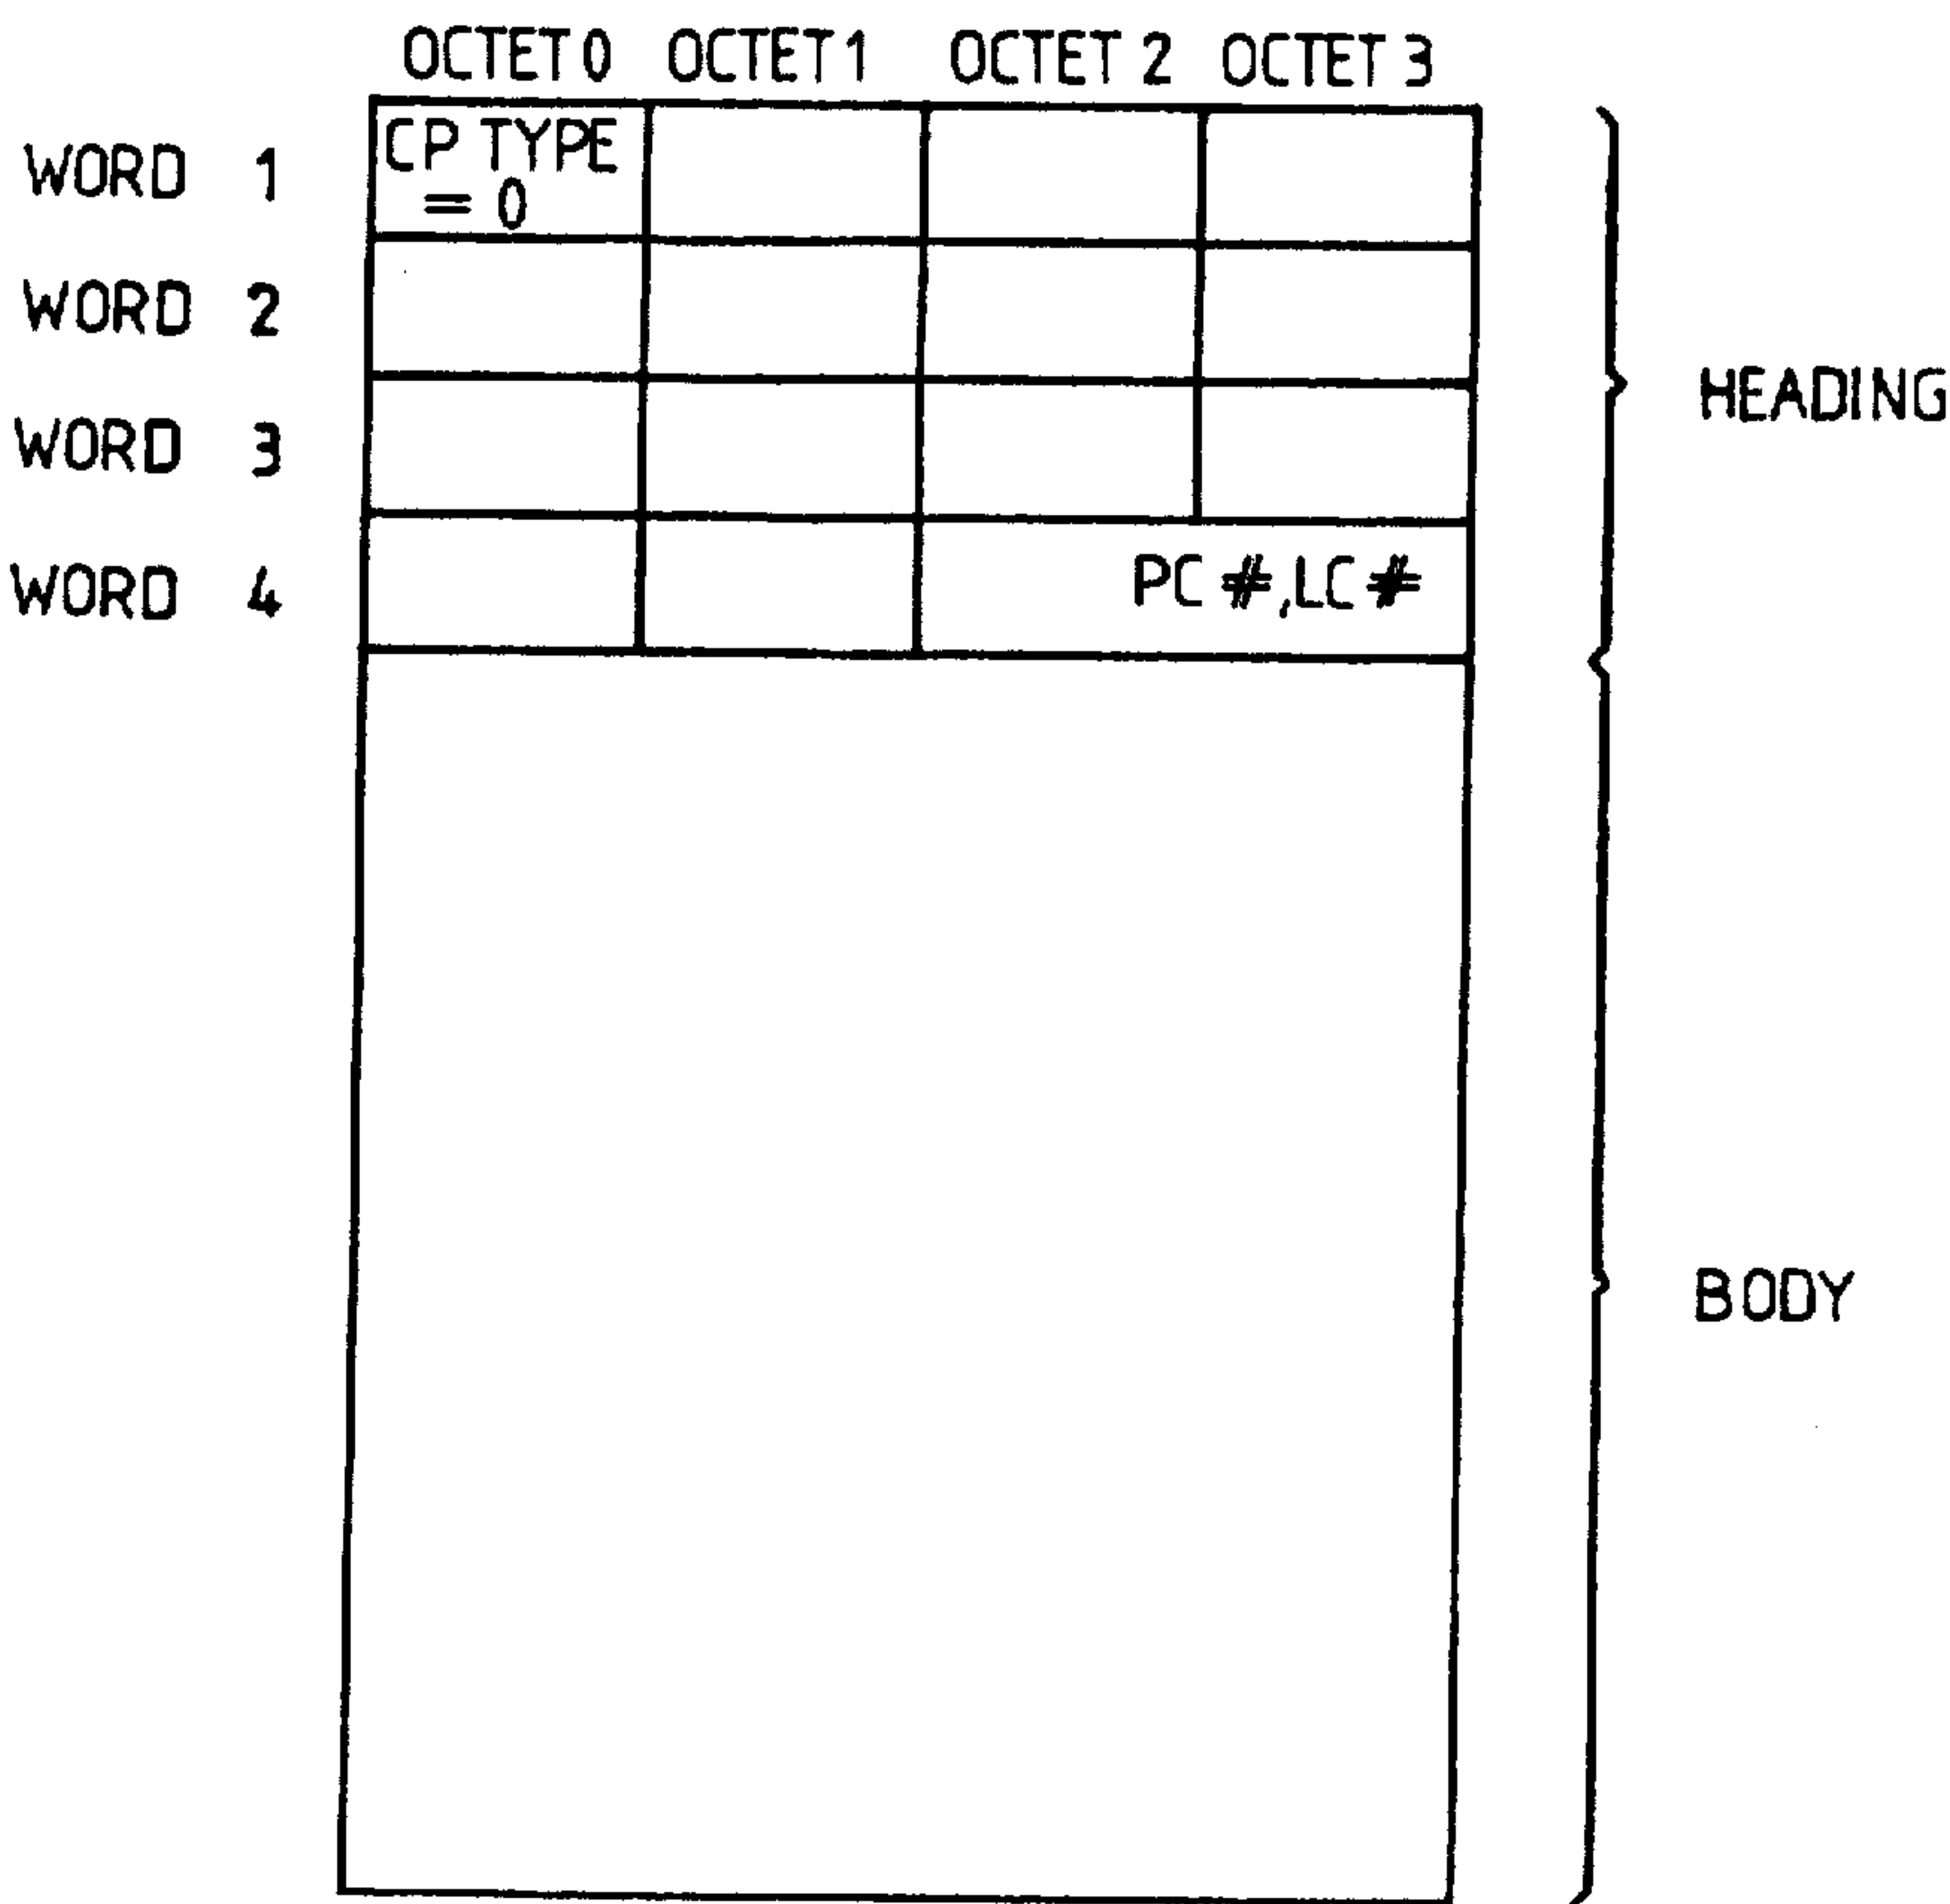 OCTET 0 OCTET 1 OCTET 2 OCTET 3
WORD 1
CP TYPE
= 0
WORD 2
HEADING
WORD 3
WORD 4
PC #, LC #
BODY